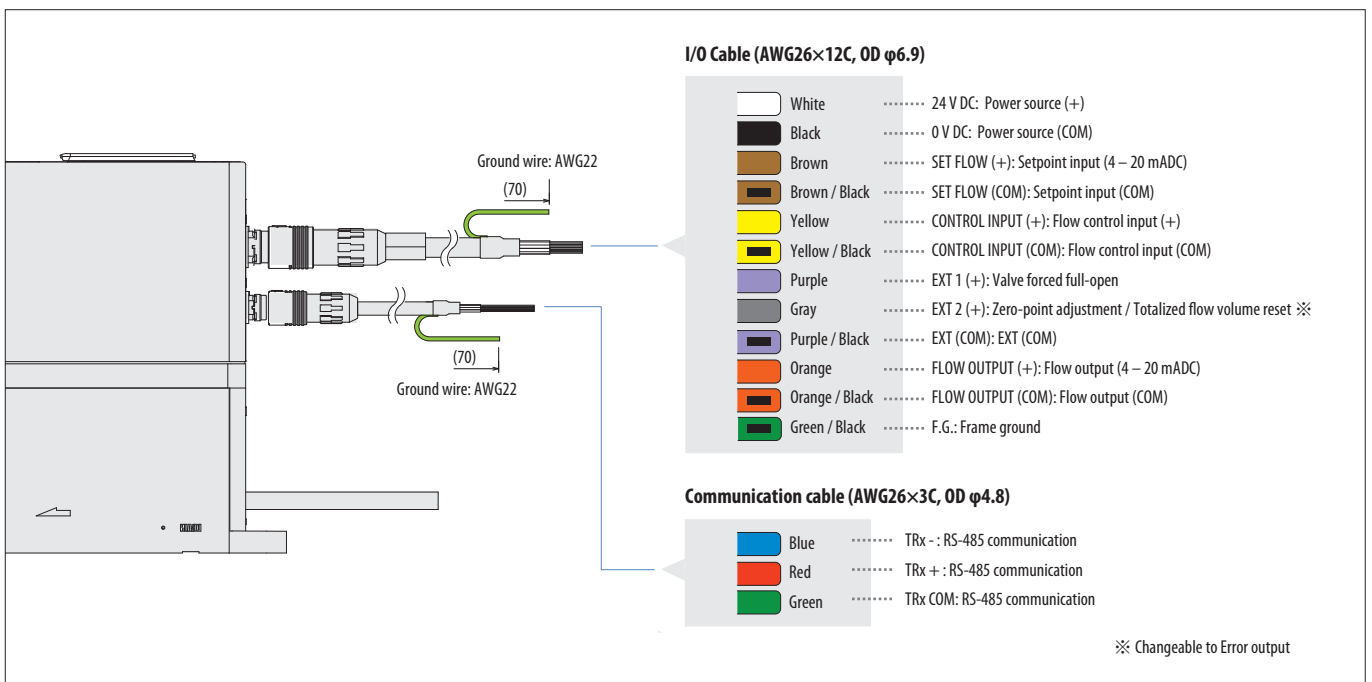 I/O Cable (AWG26×12C, OD φ6.9)
White ······· 24 V DC: Power source (+)
Black ······· 0 V DC: Power source (COM)
Brown ······· SET FLOW (+): Setpoint input (4 – 20 mADC)
Brown / Black ······· SET FLOW (COM): Setpoint input (COM)
Yellow ······· CONTROL INPUT (+): Flow control input (+)
Yellow / Black ······· CONTROL INPUT (COM): Flow control input (COM)
Purple ······· EXT 1 (+): Valve forced full-open
Gray ······· EXT 2 (+): Zero-point adjustment / Totalized flow volume reset ※
Purple / Black ······· EXT (COM): EXT (COM)
Orange ······· FLOW OUTPUT (+): Flow output (4 – 20 mADC)
Orange / Black ······· FLOW OUTPUT (COM): Flow output (COM)
Green / Black ······· F.G.: Frame ground
Ground wire: AWG22
(70)
(70)
Ground wire: AWG22
Communication cable (AWG26×3C, OD φ4.8)
Blue ······· TRx - : RS-485 communication
Red ······· TRx + : RS-485 communication
Green ······· TRx COM: RS-485 communication
※ Changeable to Error output